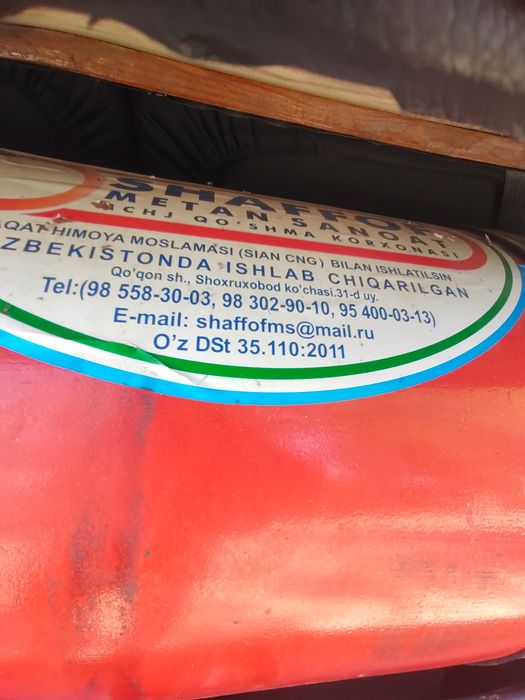 SHAFFOF
METAN SANOAT
MCHJ QO'SHMA KORXONASI
HIMOYA MOSLAMASI (SIAN CNG) BILAN ISHLATILSIN
ZBEKISTONDA ISHLAB CHIQARILGAN
Qo'qon sh., Shoxruxobod ko'chasi.31-d uy.
Tel:(98 558-30-03, 98 302-90-10, 95 400-03-13)
E-mail: shaffofms@mail.ru
O'z DSt 35.110:2011